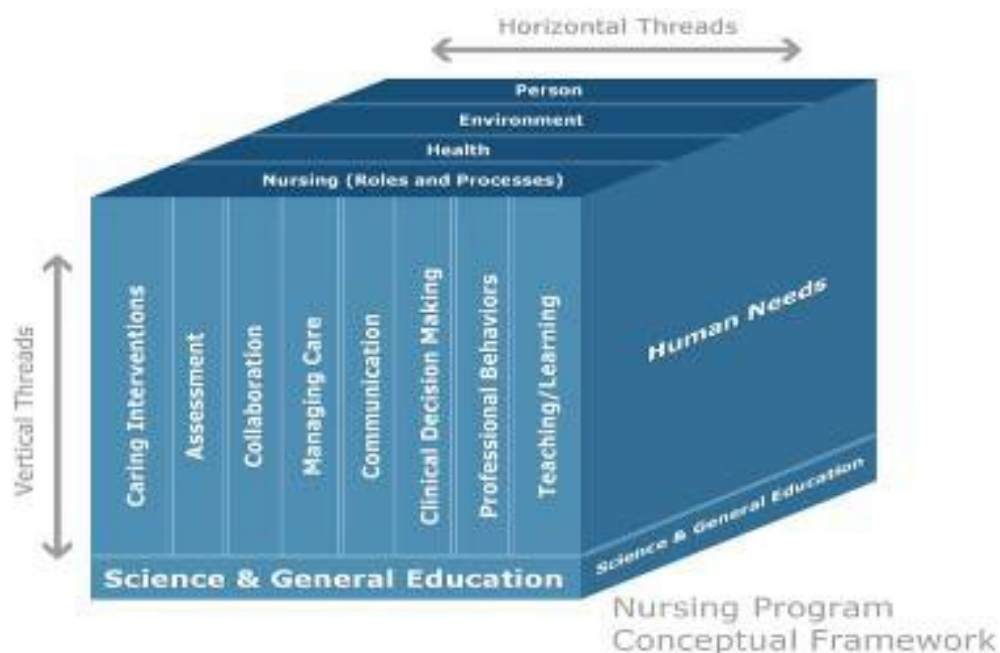 Horizontal Threads
Person
Environment
Health
Nursing (Roles and Processes)
Vertical Threads
Caring Interventions
Assessment
Collaboration
Managing Care
Communication
Clinical Decision Making
Professional Behaviors
Teaching/Learning
Human Needs
Science & General Education
Science & General Education
Nursing Program
Conceptual Framework